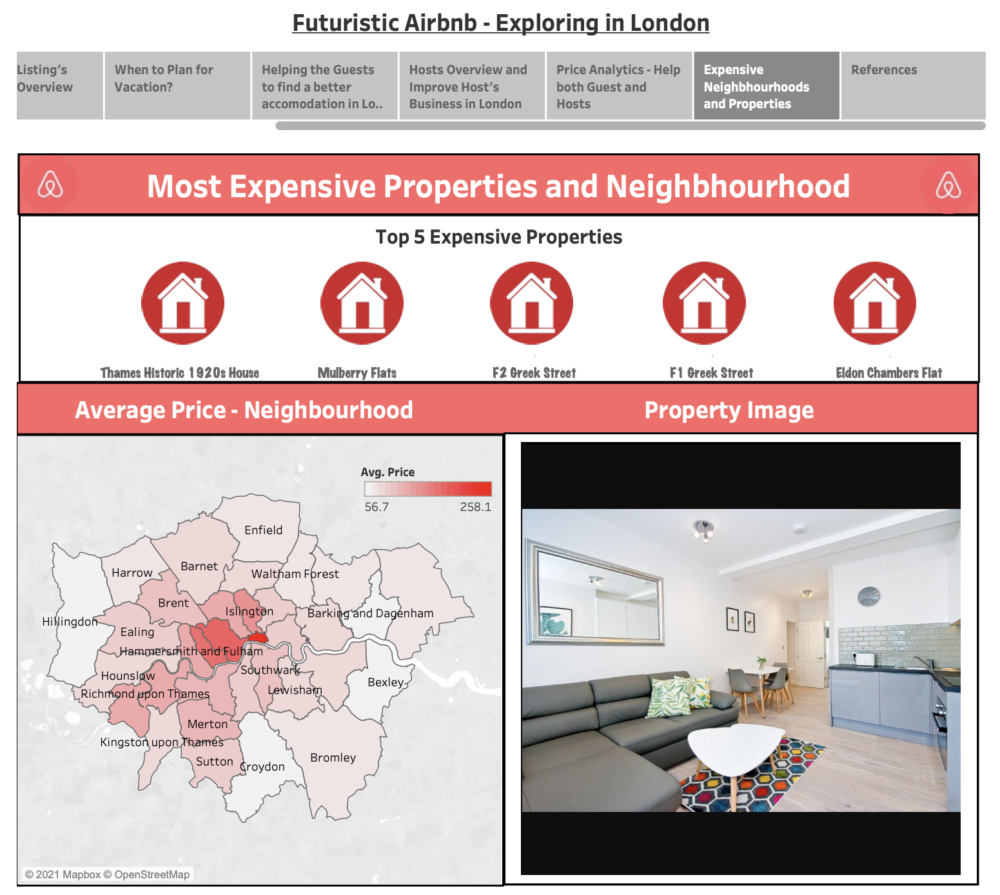 Futuristic Airbnb - Exploring in London
Listing's
Overview
When to Plan for
Vacation?
Helping the Guests
to find a better
accomodation in Lo..
Hosts Overview and
Improve Host's
Business in London
Price Analytics - Help
both Guest and
Hosts
Expensive
Neighbhourhoods
and Properties
References
Most Expensive Properties and Neighbhourhood
Top 5 Expensive Properties
Thames Historic 1920s House
Mulberry Flats
F2 Greek Street
F1 Greek Street
Eldon Chambers Flat
Average Price - Neighbourhood
Property Image
Avg. Price
56.7 258.1
Enfield
Harrow
Barnet
Waltham Forest
Brent
Islington
Barking and Dagenham
Hillingdon
Ealing
Hammersmith and Fulham
Southwark
Hounslow
Bexley
Lewisham
Richmond upon Thames
Merton
Kingston upon Thames
Sutton
Croydon
Bromley
© 2021 Mapbox © OpenStreetMap